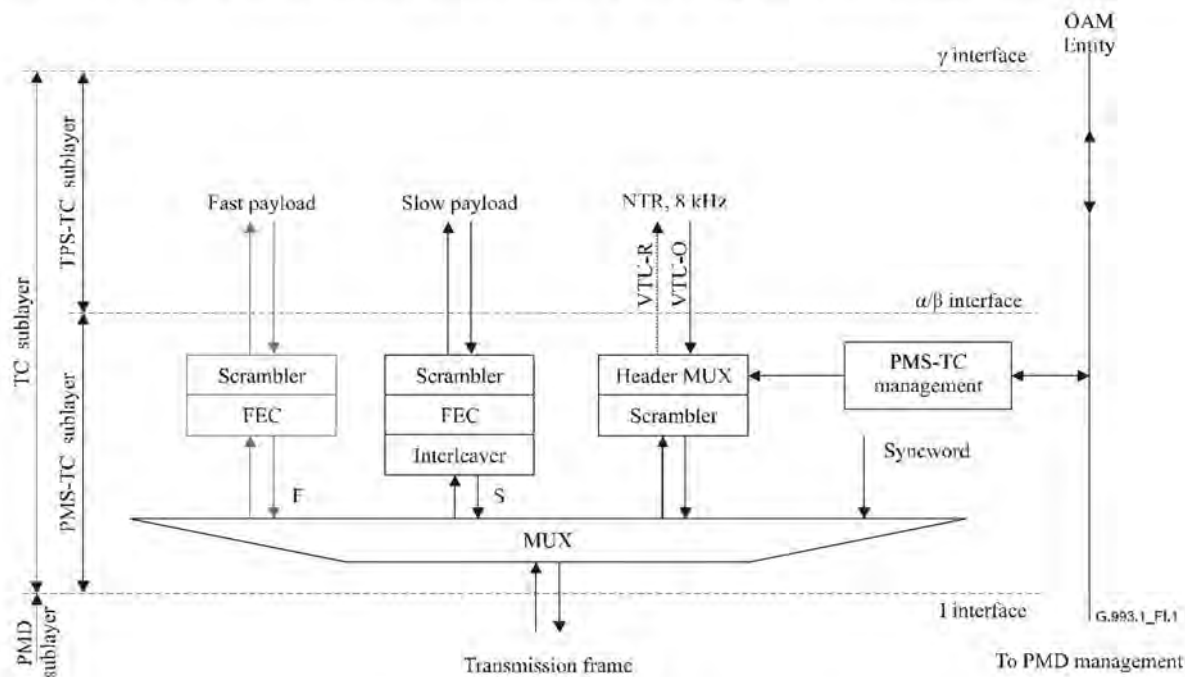 OAM
Entity
γ interface
TC sublayer
TPS-TC sublayer
Fast payload
Slow payload
NTR, 8 kHz
VTU-R
VTU-O
α/β interface
PMS-TC sublayer
Scrambler
FEC
Scrambler
FEC
Interleaver
Header MUX
Scrambler
PMS-TC
management
Syncword
F
S
MUX
I interface
G.993.1_FI.1
PMD
sublayer
Transmission frame
To PMD management